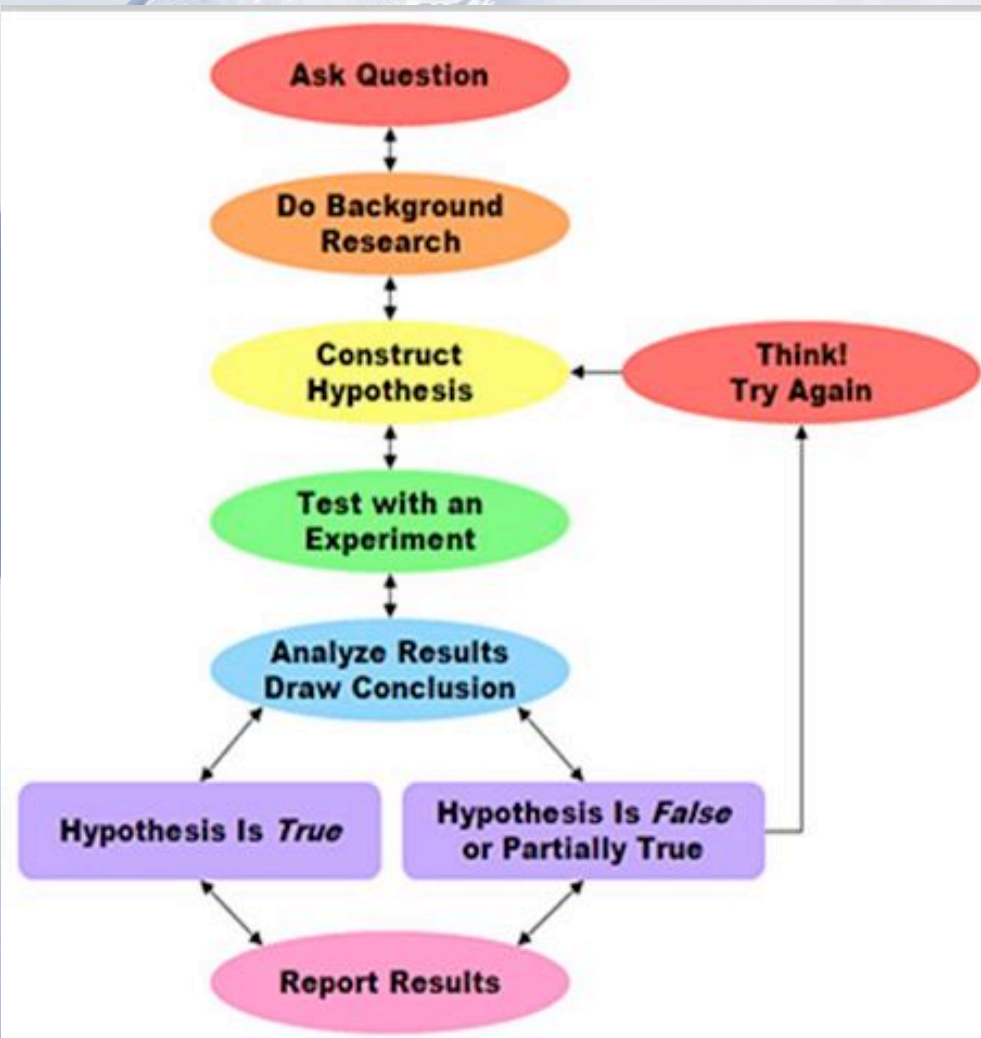 Ask Question
Do Background
Research
Construct
Hypothesis
Think!
Try Again
Test with an
Experiment
Analyze Results
Draw Conclusion
Hypothesis Is True
Hypothesis Is False
or Partially True
Report Results